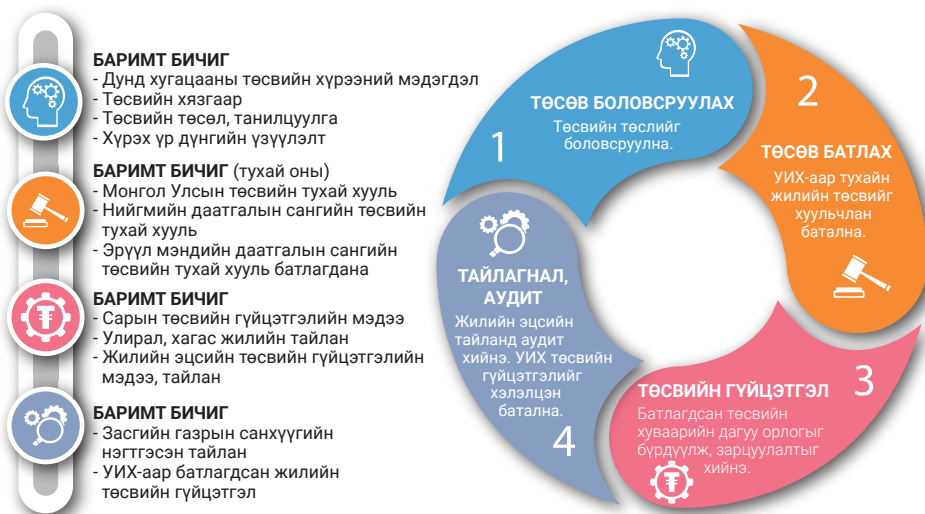 БАРИМТ БИЧИГ
- Дунд хугацааны төсвийн хүрээний мэдэгдэл
- Төсвийн хязгаар
- Төсвийн төсөл, танилцуулга
- Хүрэх үр дүнгийн үзүүлэлт
БАРИМТ БИЧИГ (тухай оны)
- Монгол Улсын төсвийн тухай хууль
- Нийгмийн даатгалын сангийн төсвийн
тухай хууль
- Эрүүл мэндийн даатгалын сангийн
төсвийн тухай хууль батлагдана
БАРИМТ БИЧИГ
- Сарын төсвийн гүйцэтгэлийн мэдээ
- Улирал, хагас жилийн тайлан
- Жилийн эцсийн төсвийн гүйцэтгэлийн
мэдээ, тайлан
БАРИМТ БИЧИГ
- Засгийн газрын санхүүгийн
нэгтгэсэн тайлан
- УИХ-аар батлагдсан жилийн
төсвийн гүйцэтгэл
1
ТӨСӨВ БОЛОВСРУУЛАХ
Төсвийн төслийг
боловсруулна.
2
ТӨСӨВ БАТЛАХ
УИХ-аар тухайн
жилийн төсвийг
хуульчлан
батална.
3
ТӨСВИЙН ГҮЙЦЭТГЭЛ
Батлагдсан төсвийн
хуваарийн дагуу орлогыг
бүрдүүлж, зарцуулалтыг
хийнэ.
ТАЙЛАГНАЛ,
АУДИТ
Жилийн эцсийн
тайланд аудит
хийнэ. УИХ төсвийн
гүйцэтгэлийг
хэлэлцэн
батална.
4